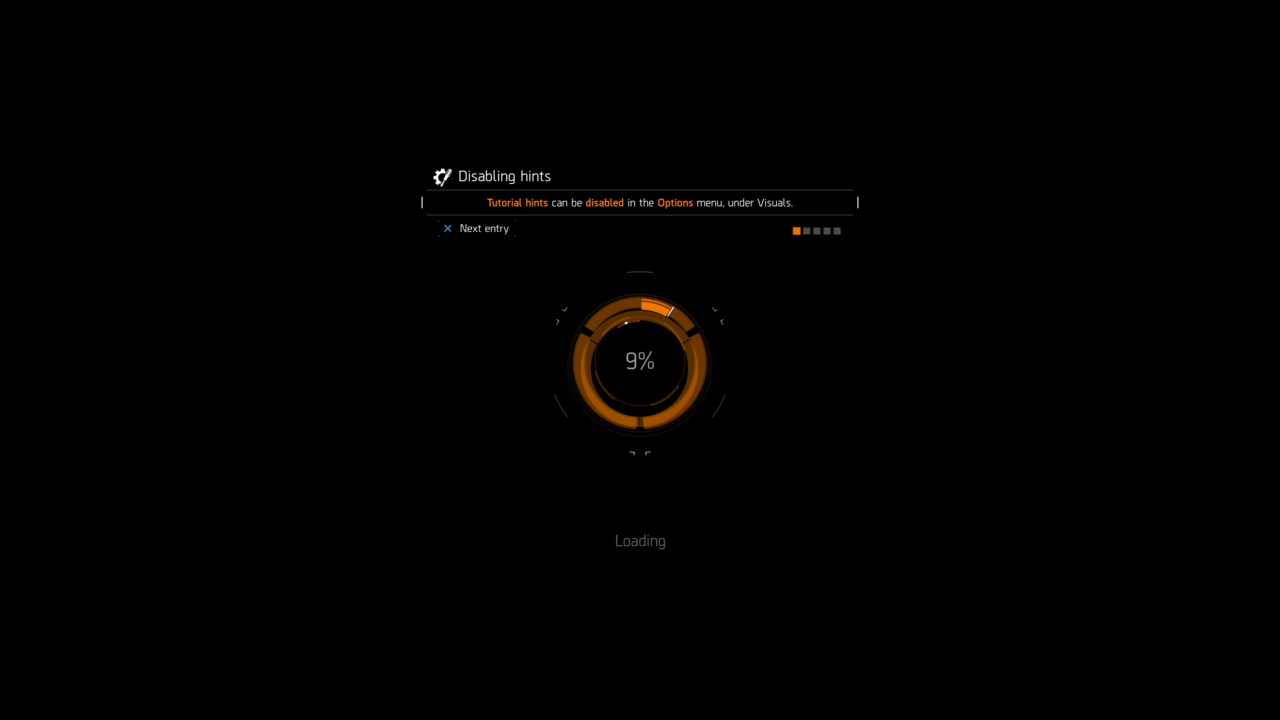 Disabling hints
Tutorial hints can be disabled in the Options menu, under Visuals.
Next entry
9%
Loading